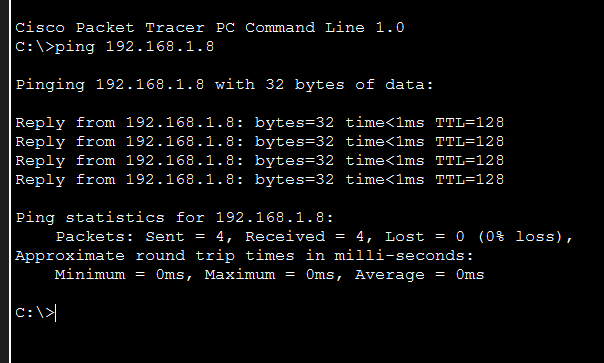 Cisco Packet Tracer PC Command Line 1.0
C:\>ping 192.168.1.8
Pinging 192.168.1.8 with 32 bytes of data:
Reply from 192.168.1.8: bytes=32 time<1ms TTL=128
Reply from 192.168.1.8: bytes=32 time<1ms TTL=128
Reply from 192.168.1.8: bytes=32 time<1ms TTL=128
Reply from 192.168.1.8: bytes=32 time<1ms TTL=128
Ping statistics for 192.168.1.8:
    Packets: Sent = 4, Received = 4, Lost = 0 (0% loss),
Approximate round trip times in milli-seconds:
    Minimum = 0ms, Maximum = 0ms, Average = 0ms
C:\>